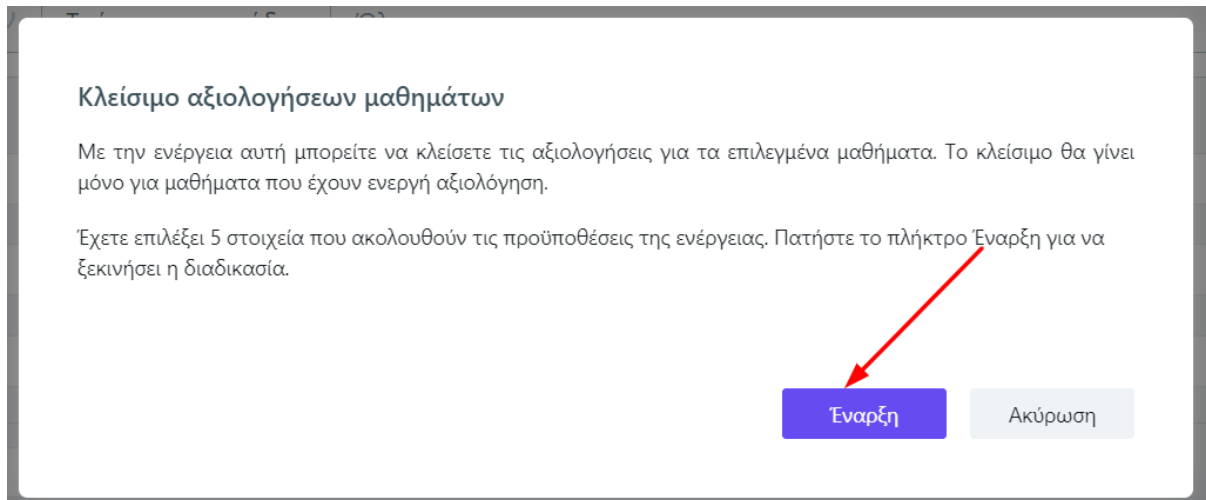 Κλείσιμο αξιολογήσεων μαθημάτων
Με την ενέργεια αυτή μπορείτε να κλείσετε τις αξιολογήσεις για τα επιλεγμένα μαθήματα. Το κλείσιμο θα γίνει
μόνο για μαθήματα που έχουν ενεργή αξιολόγηση.
Έχετε επιλέξει 5 στοιχεία που ακολουθούν τις προϋποθέσεις της ενέργειας. Πατήστε το πλήκτρο Έναρξη για να
ξεκινήσει η διαδικασία.
Έναρξη Ακύρωση